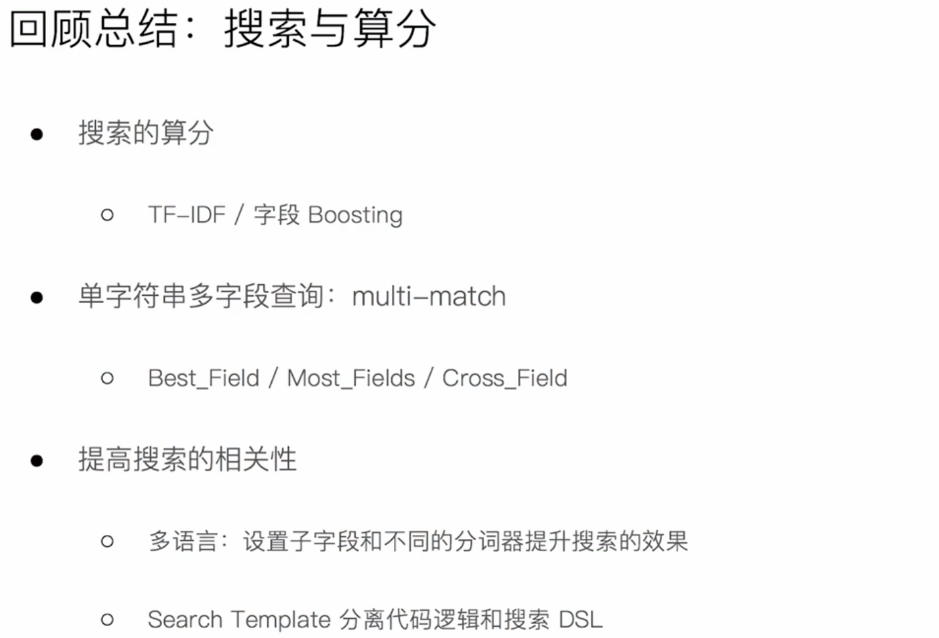 回顾总结：搜索与算分
● 搜索的算分
○ TF-IDF / 字段 Boosting
● 单字符串多字段查询：multi-match
○ Best_Field / Most_Fields / Cross_Field
● 提高搜索的相关性
○ 多语言：设置子字段和不同的分词器提升搜索的效果
○ Search Template 分离代码逻辑和搜索 DSL